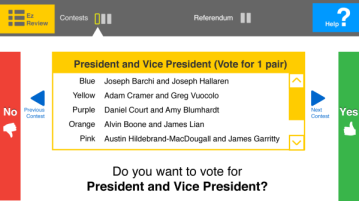 Ez Review
Contests
Referendum
?
Help
President and Vice President (Vote for 1 pair)
Blue Joseph Barchi and Joseph Hallaren
Yellow Adam Cramer and Greg Vuocolo
Purple Daniel Court and Amy Blumhardt
Orange Alvin Boone and James Lian
Pink Austin Hildebrand-MacDougall and James Garritty
No
Previous
Contest
Next
Contest
Yes
Do you want to vote for
President and Vice President?